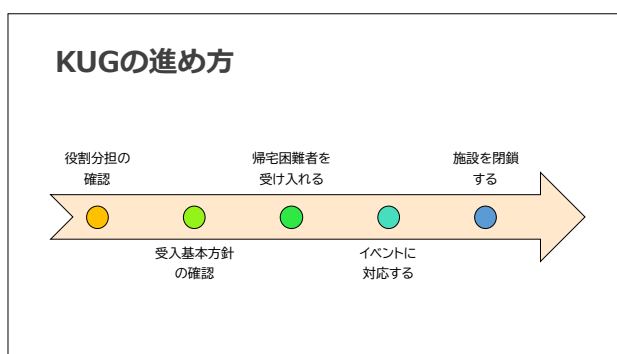 KUGの進め方
役割分担の
確認
受入基本方針
の確認
帰宅困難者を
受け入れる
イベントに
対応する
施設を閉鎖
する